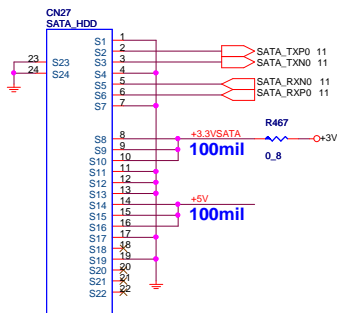 CN27
SATA_HDD
S1 1
S2 2 SATA_TXP0 11
23 S23 S3 3 SATA_TXN0 11
24 S24 S4 4
S5 5 SATA_RXN0 11
S6 6 SATA_RXP0 11
S7 7
R467
S8 8 +3.3VSATA +3V
S9 9 100mil
S10 10 0_8
S11 11
S12 12
S13 13
S14 14 +5V
S15 15 100mil
S16 16
S17 17
S18 18
S19 19
S20 20
S21 21
S22 22